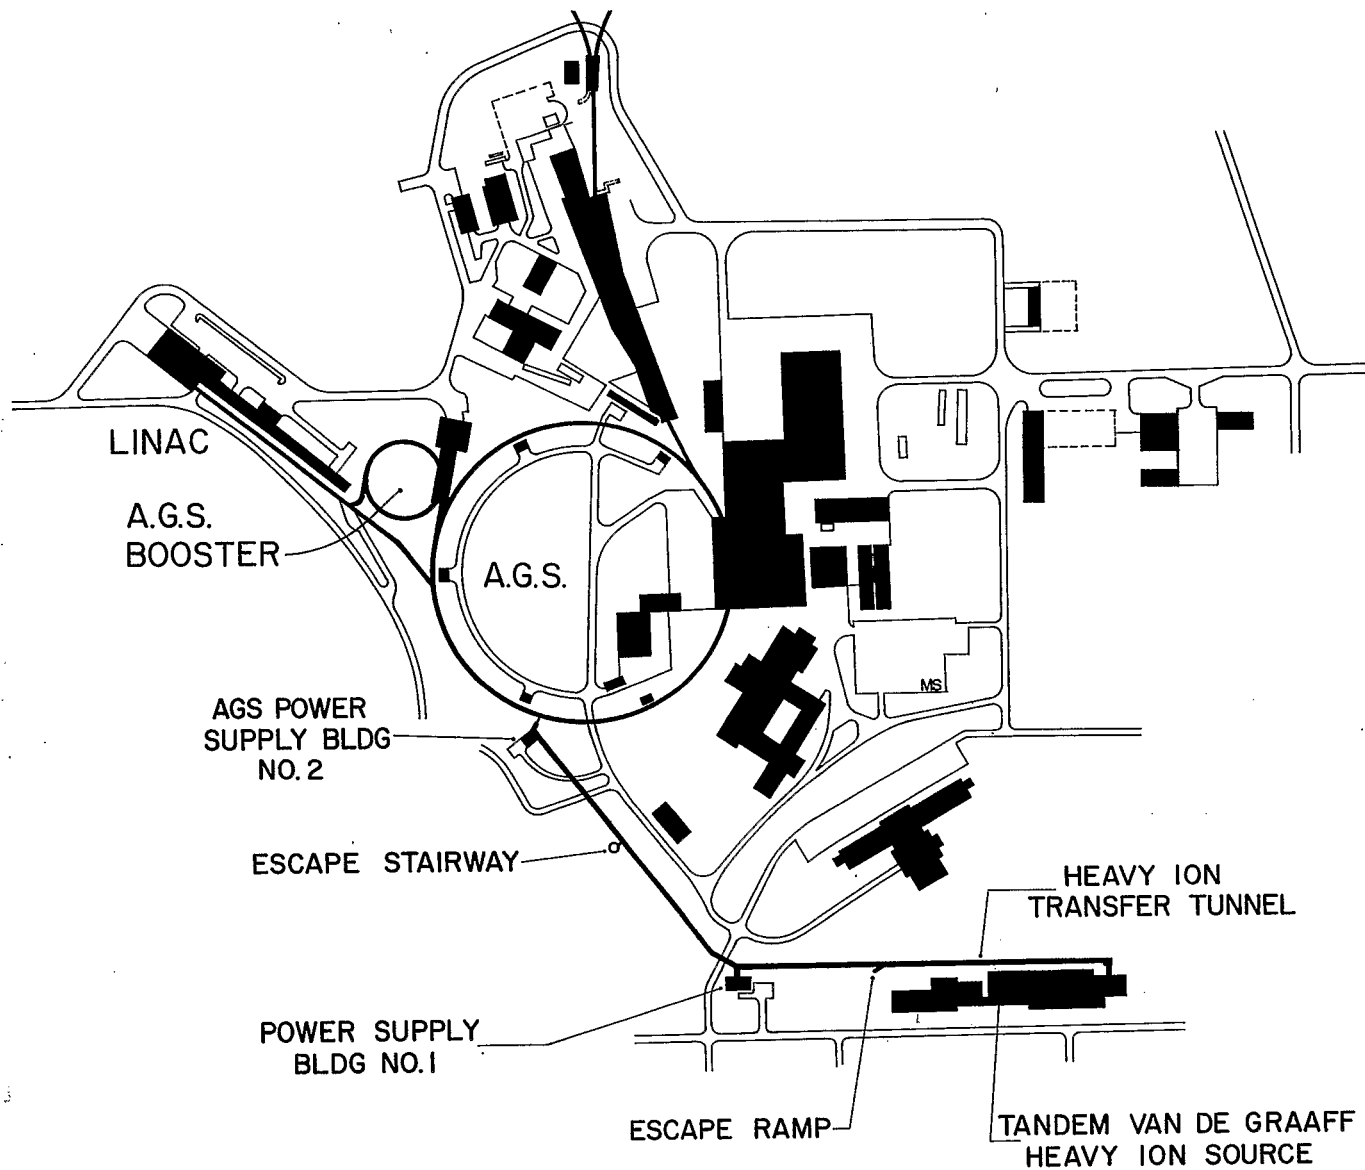 LINAC
A.G.S.
BOOSTER
A.G.S.
MS
AGS POWER
SUPPLY BLDG
NO. 2
ESCAPE STAIRWAY
HEAVY ION
TRANSFER TUNNEL
POWER SUPPLY
BLDG NO. 1
ESCAPE RAMP
TANDEM VAN DE GRAAFF
HEAVY ION SOURCE